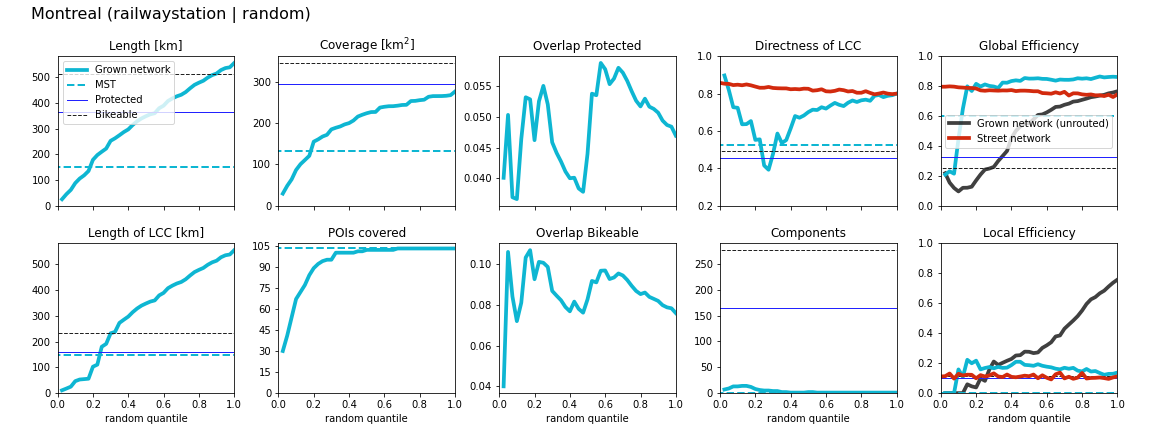 Montreal (railwaystation | random)
Length [km]
Coverage [km²]
Overlap Protected
Directness of LCC
Global Efficiency
500
400
300
200
100
0
Grown network
MST
Protected
Bikeable
300
200
100
0
0.055
0.050
0.045
0.040
1.0
0.8
0.6
0.4
0.2
1.0
0.8
0.6
0.4
0.2
0.0
Grown network (unrouted)
Street network
Length of LCC [km]
POIs covered
Overlap Bikeable
Components
Local Efficiency
500
400
300
200
100
0
105
90
75
60
45
30
15
0
0.10
0.08
0.06
0.04
250
200
150
100
50
0
1.0
0.8
0.6
0.4
0.2
0.0
0.0 0.2 0.4 0.6 0.8 1.0
0.0 0.2 0.4 0.6 0.8 1.0
0.0 0.2 0.4 0.6 0.8 1.0
0.0 0.2 0.4 0.6 0.8 1.0
0.0 0.2 0.4 0.6 0.8 1.0
random quantile
random quantile
random quantile
random quantile
random quantile